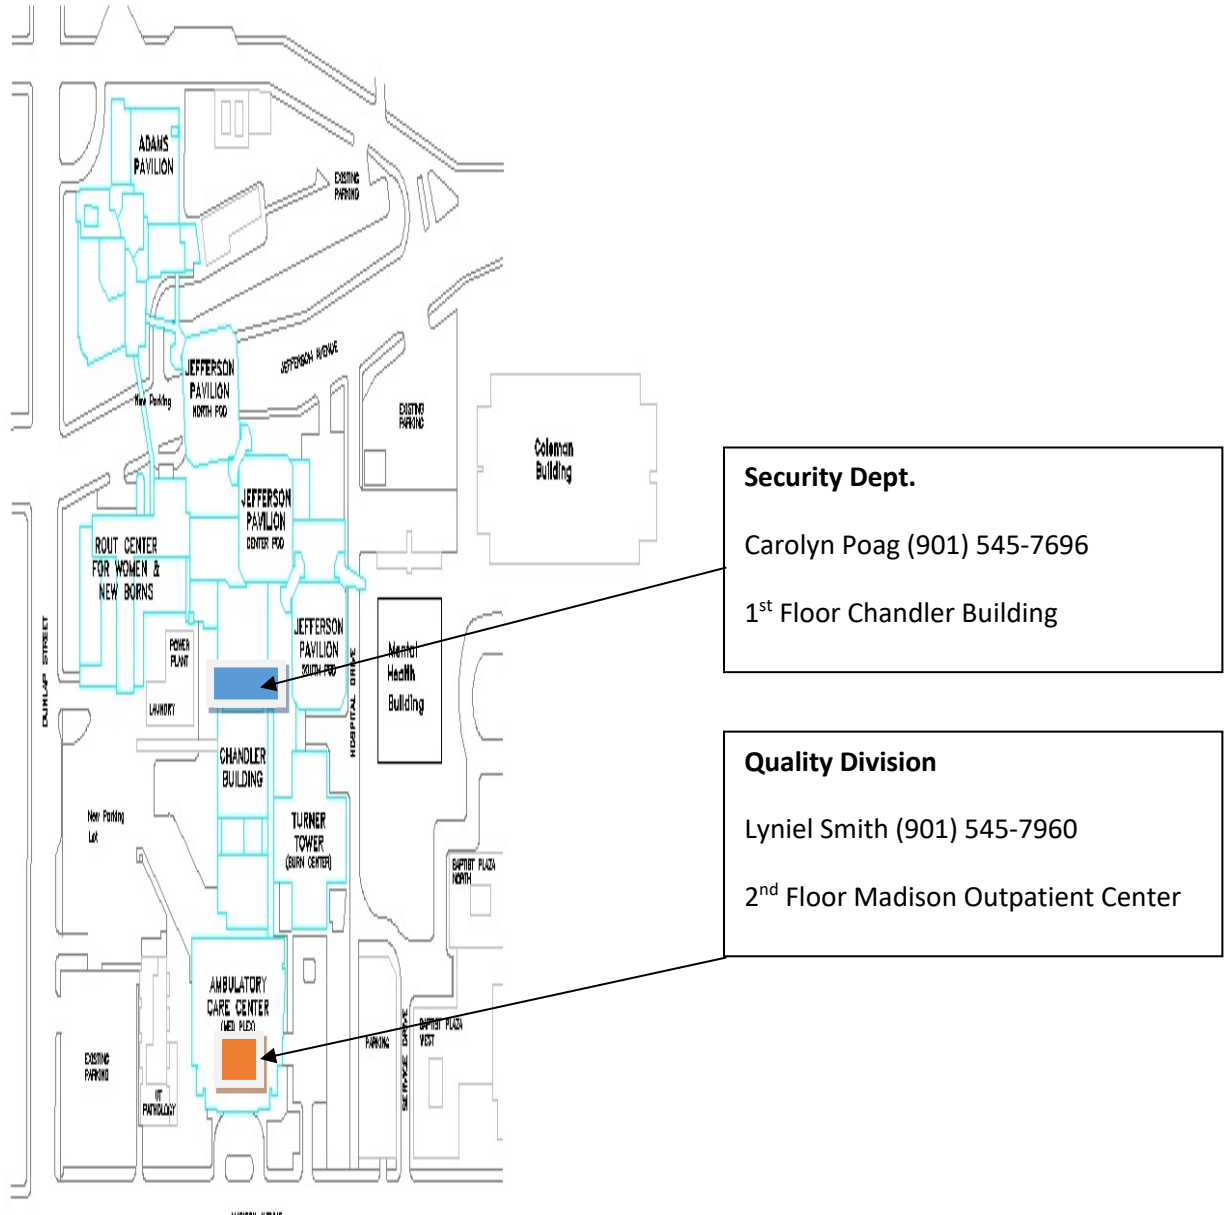 ADAMS
PAVILION
EXISTING
PARKING
JEFFERSON AVENUE
JEFFERSON
PAVILION
NORTH POD
New Parking
EXISTING
PARKING
Coleman
Building
JEFFERSON
PAVILION
CENTER POD
ROUT CENTER
FOR WOMEN &
NEW BORNS
JEFFERSON
PAVILION
SOUTH POD
POWER
PLANT
LAUNDRY
Mental
Health
Building
DUNLAP STREET
HOSPITAL DRIVE
CHANDLER
BUILDING
New Parking
Lot
TURNER
TOWER
(BURN CENTER)
BAPTIST PLAZA
NORTH
AMBULATORY
CARE CENTER
(MED PLEX)
PARKING
SERVICE DRIVE
BAPTIST PLAZA
WEST
EXISTING
PARKING
UT
PATHOLOGY
Security Dept.
Carolyn Poag (901) 545-7696
1st Floor Chandler Building
Quality Division
Lyniel Smith (901) 545-7960
2nd Floor Madison Outpatient Center